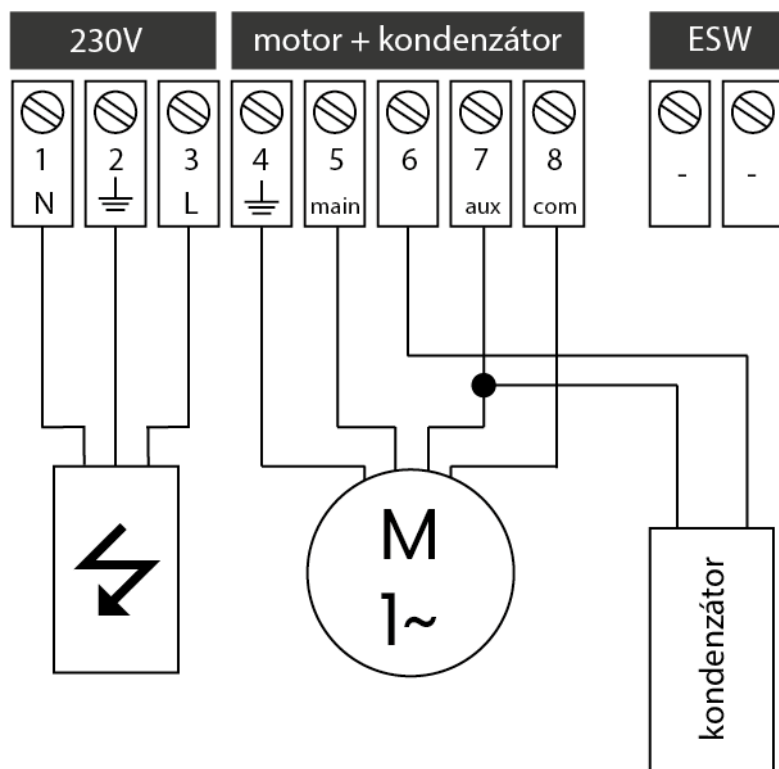 230V motor + kondenzátor ESW
1 2 3 4 5 6 7 8 - -
N L main aux com
M
1~
kondenzátor